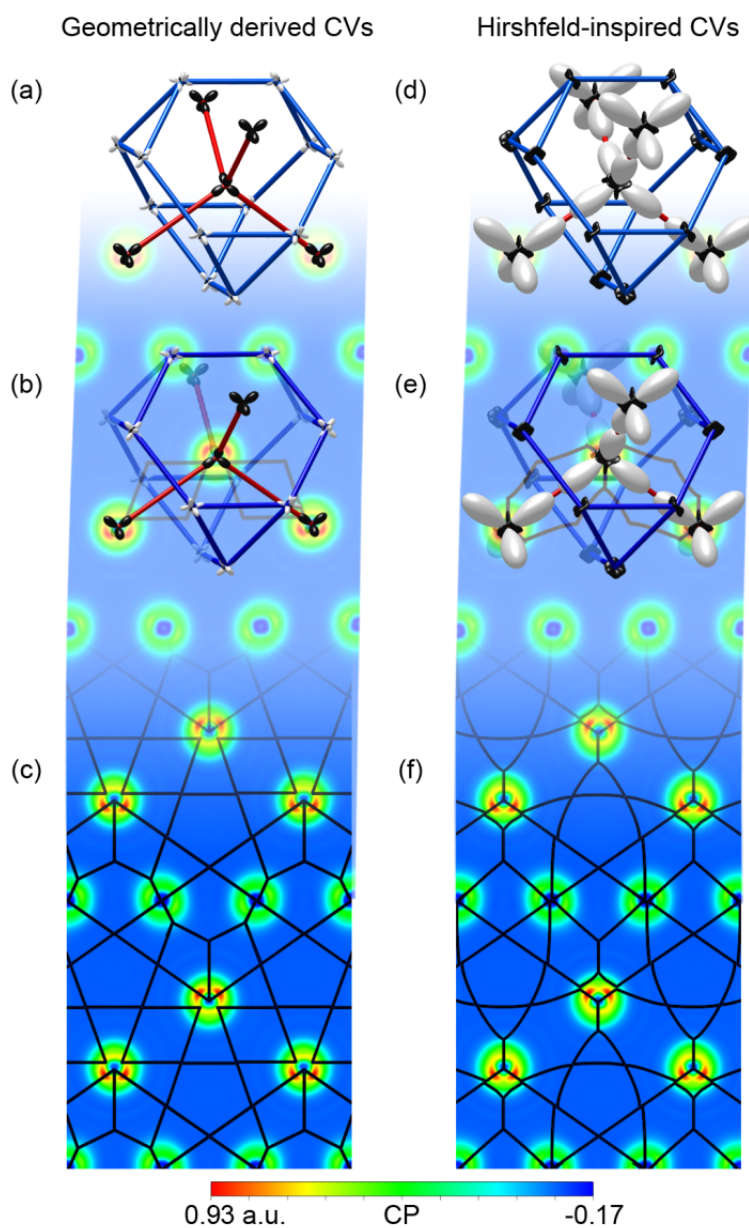 Geometrically derived CVs
Hirshfeld-inspired CVs
(a)
(d)
(b)
(e)
(c)
(f)
0.93 a.u. CP -0.17